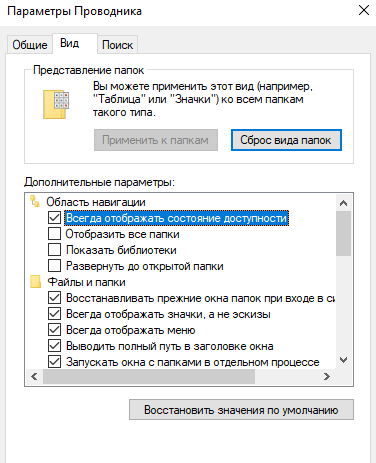 Параметры Проводника
Общие
Вид
Поиск
Представление папок
Вы можете применить этот вид (например,
"Таблица" или "Значки") ко всем папкам
такого типа.
Применить к папкам
Сброс вида папок
Дополнительные параметры:
Область навигации
Всегда отображать состояние доступности
Отобразить все папки
Показать библиотеки
Развернуть до открытой папки
Файлы и папки
Восстанавливать прежние окна папок при входе в си
Всегда отображать значки, а не эскизы
Всегда отображать меню
Выводить полный путь в заголовке окна
Запускать окна с папками в отдельном процессе
Восстановить значения по умолчанию